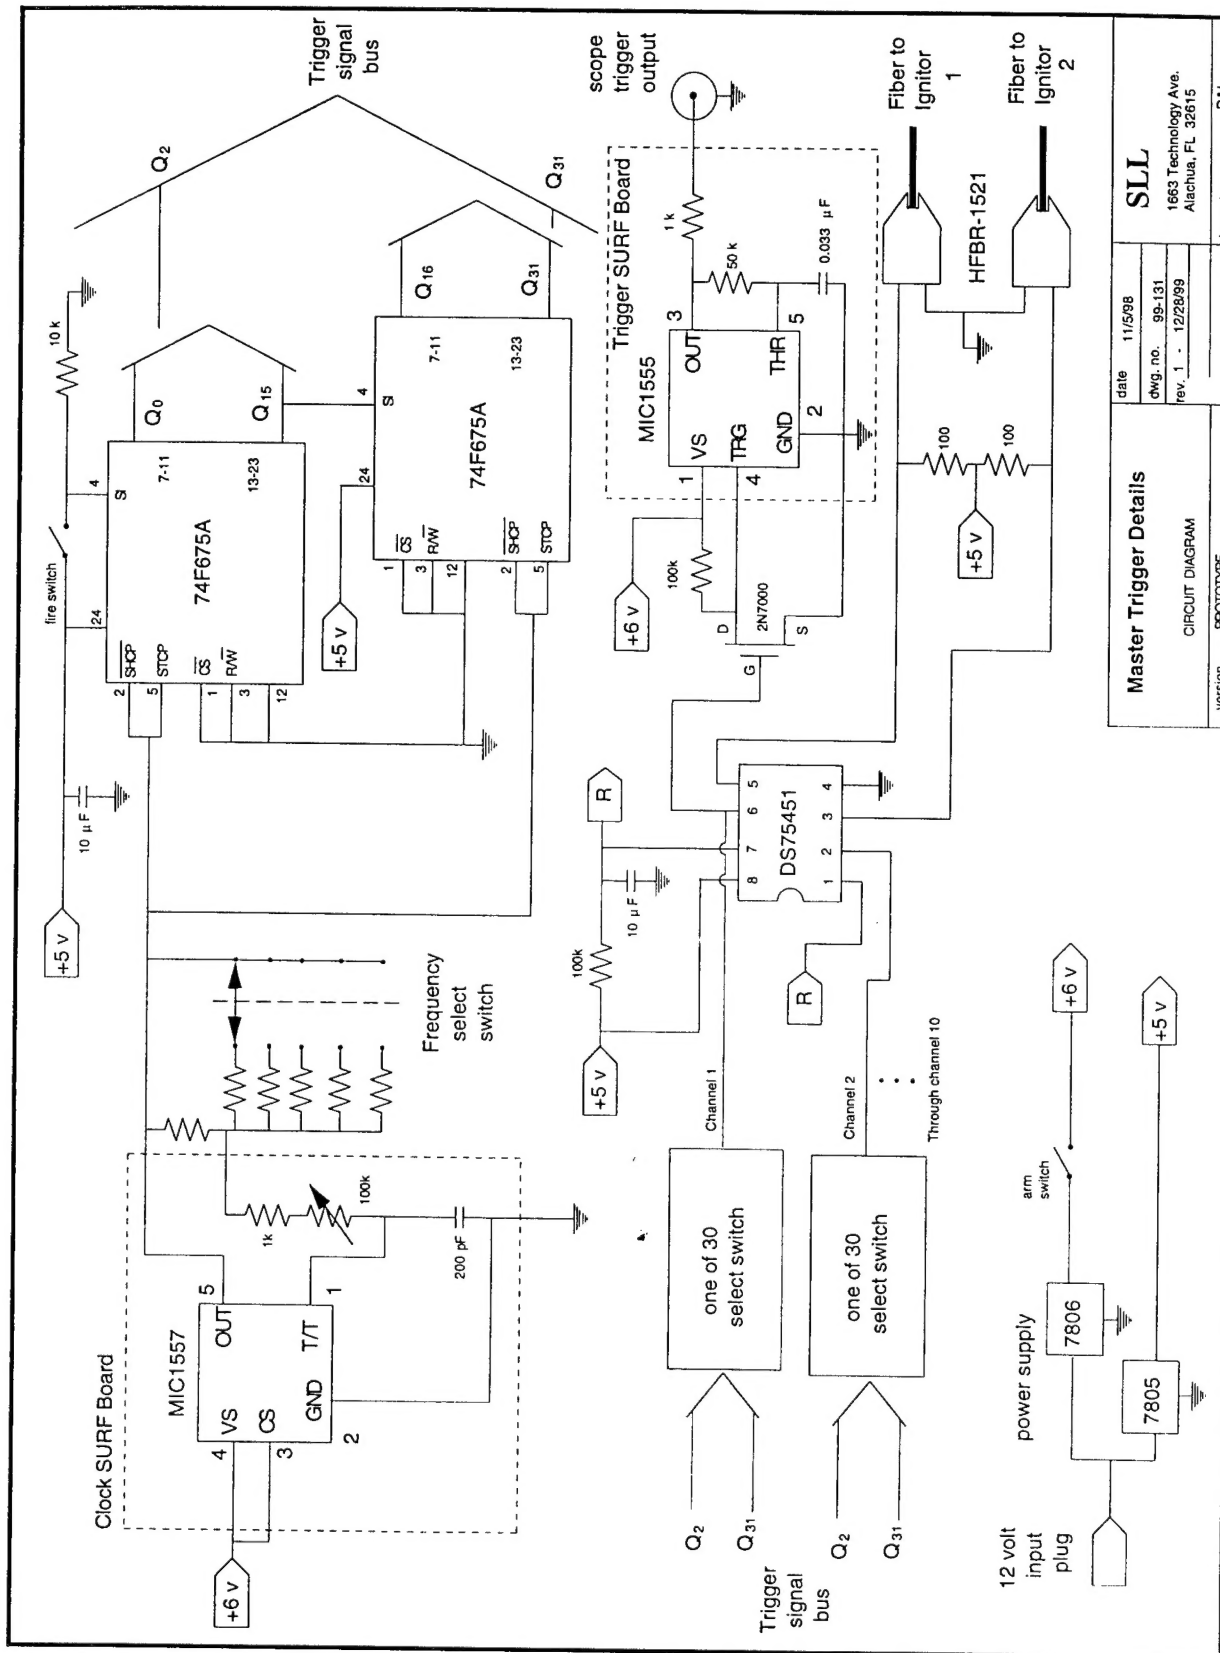 Clock SURF Board
+6 v
MIC1557
4
VS
CS
3
GND
2
OUT
5
T/T
1
1k
100k
200 pF
Frequency
select
switch
+5 v
10 µF
fire switch
10 k
24
4
SI
2
SHCP
5
STCP
CS
1
R/W
3
12
74F675A
7-11
13-23
Q0
Q15
Q2
Trigger
signal
bus
+5 v
24
4
SI
1
CS
3
R/W
12
2
SHCP
5
STCP
74F675A
7-11
13-23
Q16
Q31
Q31
Trigger
signal
bus
Q2
Q31
one of 30
select switch
Channel 1
Q2
Q31
one of 30
select switch
Channel 2
Through channel 10
+5 v
100k
10 µF
R
R
8
7
6
5
DS75451
1
2
3
4
+6 v
100k
D
G
S
2N7000
Trigger SURF Board
MIC1555
1
VS
TRG
4
GND
2
OUT
3
THR
5
1 k
50 k
0.033 µF
scope
trigger
output
+5 v
100
100
HFBR-1521
Fiber to
Ignitor
1
Fiber to
Ignitor
2
12 volt
input
plug
power supply
7806
7805
arm
switch
+6 v
+5 v
Master Trigger Details
CIRCUIT DIAGRAM
version
PROTOTYPE
date 11/5/98
dwg. no. 99-131
rev. 1 - 12/28/99
SLL
1663 Technology Ave.
Alachua, FL 32615